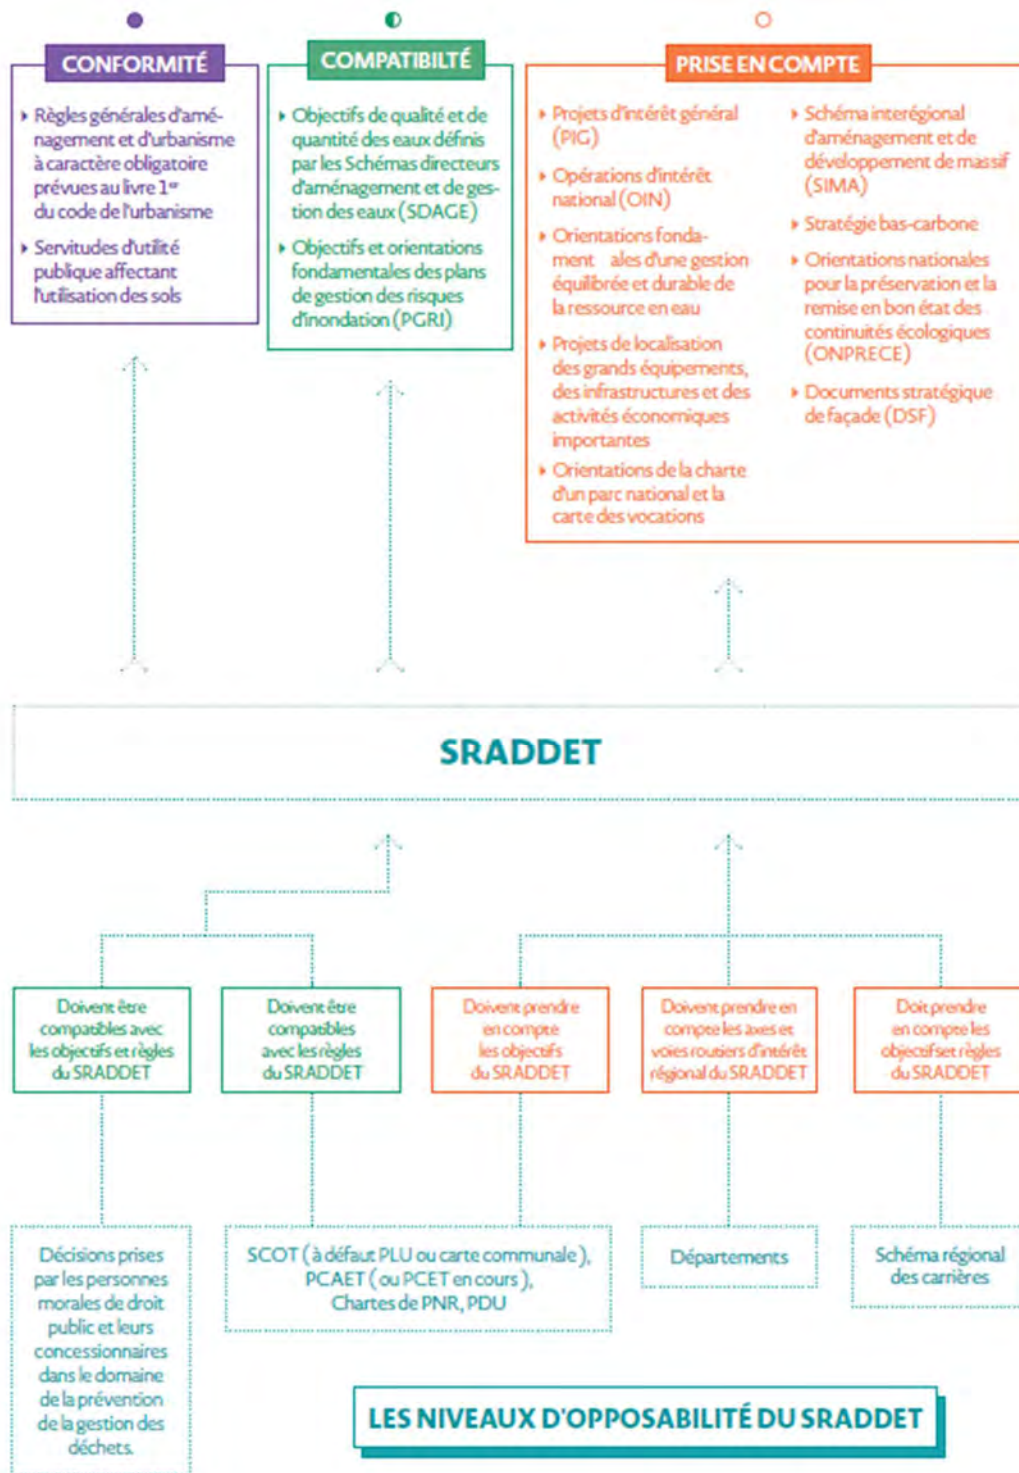 CONFORMITÉ
Règles générales d'amé-
nagement et d'urbanisme
à caractère obligatoire
prévues au livre 1er
du code de l'urbanisme
Servitudes d'utilité
publique affectant
l'utilisation des sols
COMPATIBILTÉ
Objectifs de qualité et de
quantité des eaux définis
par les Schémas directeurs
d'aménagement et de ges-
tion des eaux (SDAGE)
Objectifs et orientations
fondamentales des plans
de gestion des risques
d'inondation (PGRI)
PRISE EN COMPTE
Projets d'intérêt général
(PIG)
Opérations d'intérêt
national (OIN)
Orientations fonda-
ment ales d'une gestion
équilibrée et durable de
la ressource en eau
Projets de localisation
des grands équipements,
des infrastructures et des
activités économiques
importantes
Orientations de la charte
d'un parc national et la
carte des vocations
Schéma interégional
d'aménagement et de
développement de massif
(SIMA)
Stratégie bas-carbone
Orientations nationales
pour la préservation et la
remise en bon état des
continuités écologiques
(ONPRECE)
Documents stratégique
de façade (DSF)
SRADDET
Doivent être
compatibles avec
les objectifs et règles
du SRADDET
Doivent être
compatibles
avec les règles
du SRADDET
Doivent prendre
en compte
les objectifs
du SRADDET
Doivent prendre en
compte les axes et
voies routiers d'intérêt
régional du SRADDET
Doit prendre
en compte les
objectifset règles
du SRADDET
Décisions prises
par les personnes
morales de droit
public et leurs
concessionnaires
dans le domaine
de la prévention
de la gestion des
déchets.
SCOT (à défaut PLU ou carte communale),
PCAET (ou PCET en cours),
Chartes de PNR, PDU
Départements
Schéma régional
des carrières
LES NIVEAUX D'OPPOSABILITÉ DU SRADDET